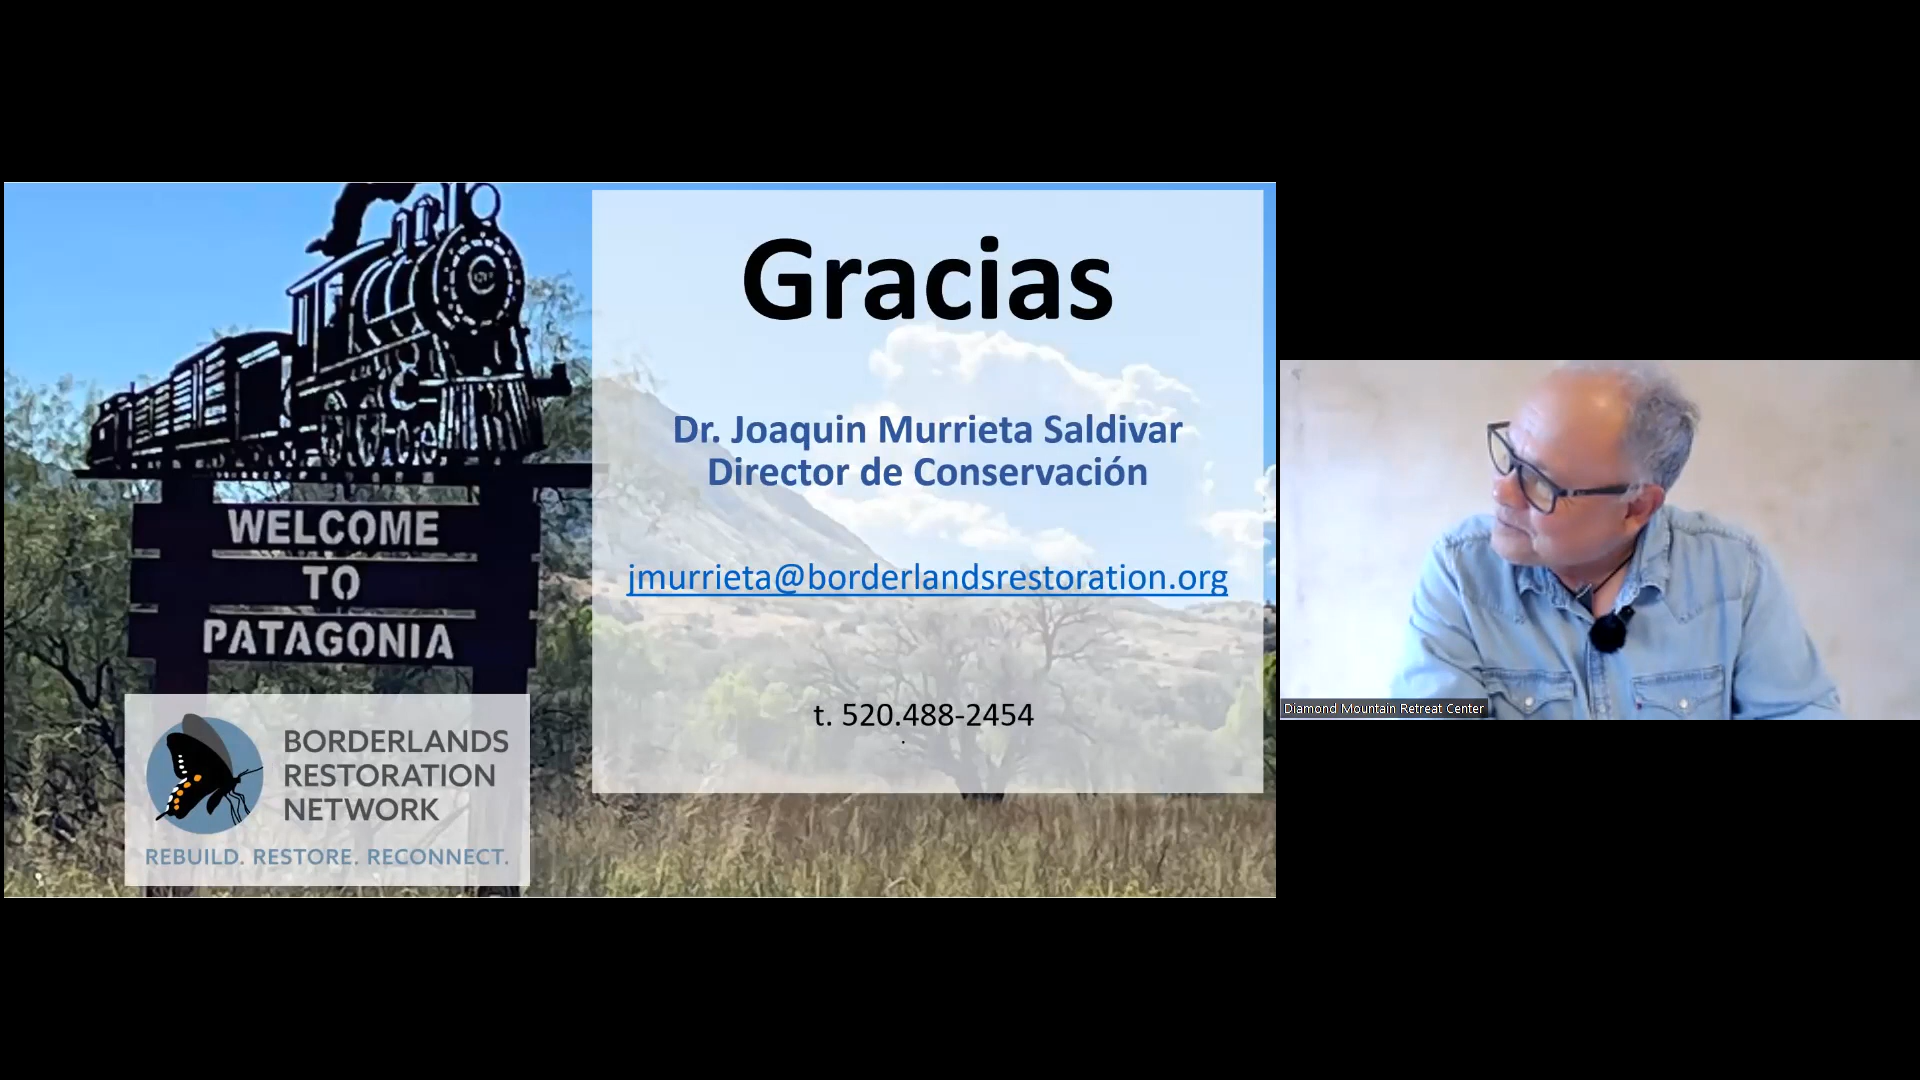 Gracias
Dr. Joaquin Murrieta Saldivar
Director de Conservación
jmurrieta@borderlandsrestoration.org
t. 520.488-2454
.
WELCOME
TO
PATAGONIA
BORDERLANDS
RESTORATION
NETWORK
REBUILD. RESTORE. RECONNECT.
Diamond Mountain Retreat Center